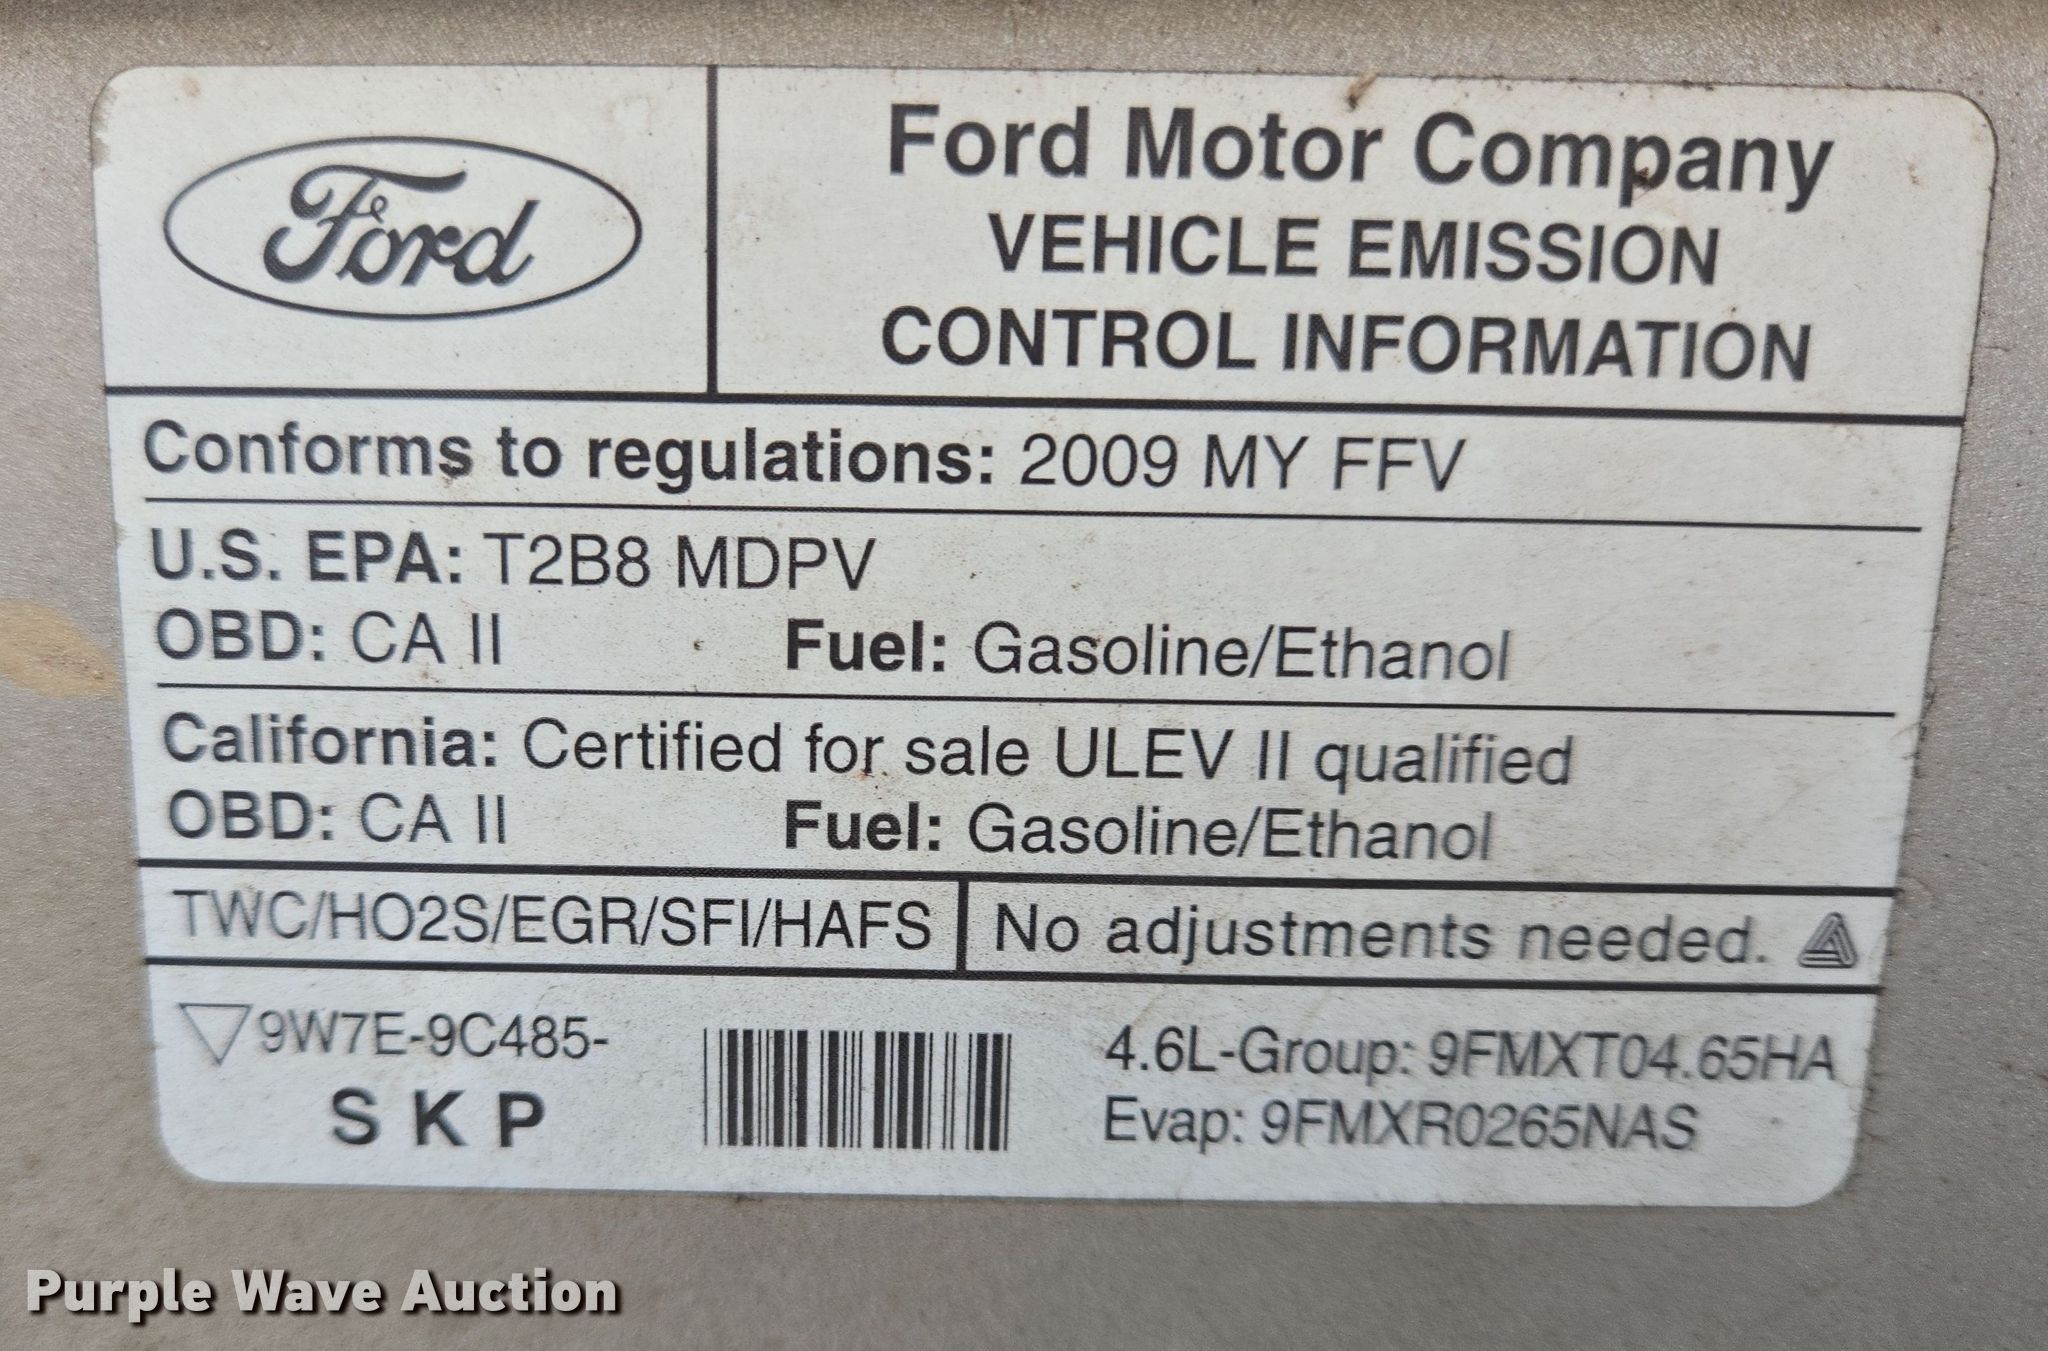 Ford
Ford Motor Company
VEHICLE EMISSION
CONTROL INFORMATION
Conforms to regulations: 2009 MY FFV
U.S. EPA: T2B8 MDPV
OBD: CA II Fuel: Gasoline/Ethanol
California: Certified for sale ULEV II qualified
OBD: CA II Fuel: Gasoline/Ethanol
TWC/HO2S/EGR/SFI/HAFS
No adjustments needed.
9W7E-9C485-
S K P
4.6L-Group: 9FMXT04.65HA
Evap: 9FMXR0265NAS
Purple Wave Auction